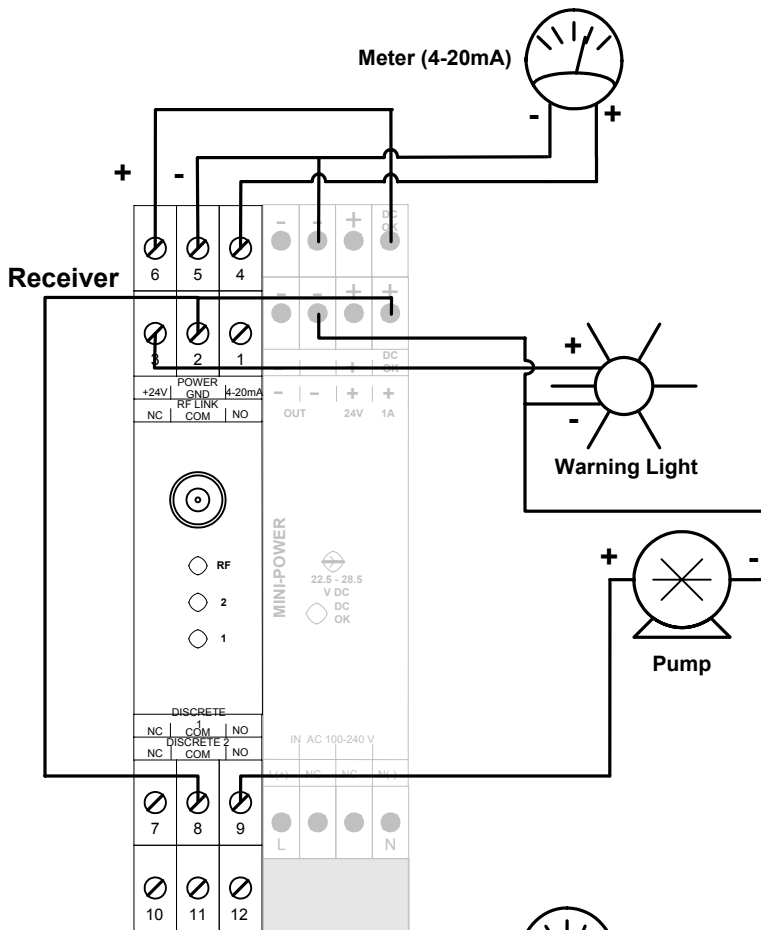 Meter (4-20mA)
- +
+ -
- - + DC OK
6 5 4
Receiver
- - + +
3 2 1
+
DC OK
+
+24V POWER GND 4-20mA
- - + +
RF LINK
NC COM NO
OUT 24V 1A
-
Warning Light
MINI-POWER
RF
22.5 - 28.5
V DC
2
DC
OK
1
+ -
Pump
DISCRETE
1
NC COM NO
DISCRETE 2
NC COM NO
IN AC 100-240 V
L(+) NC NC N(-)
7 8 9
L N
10 11 12